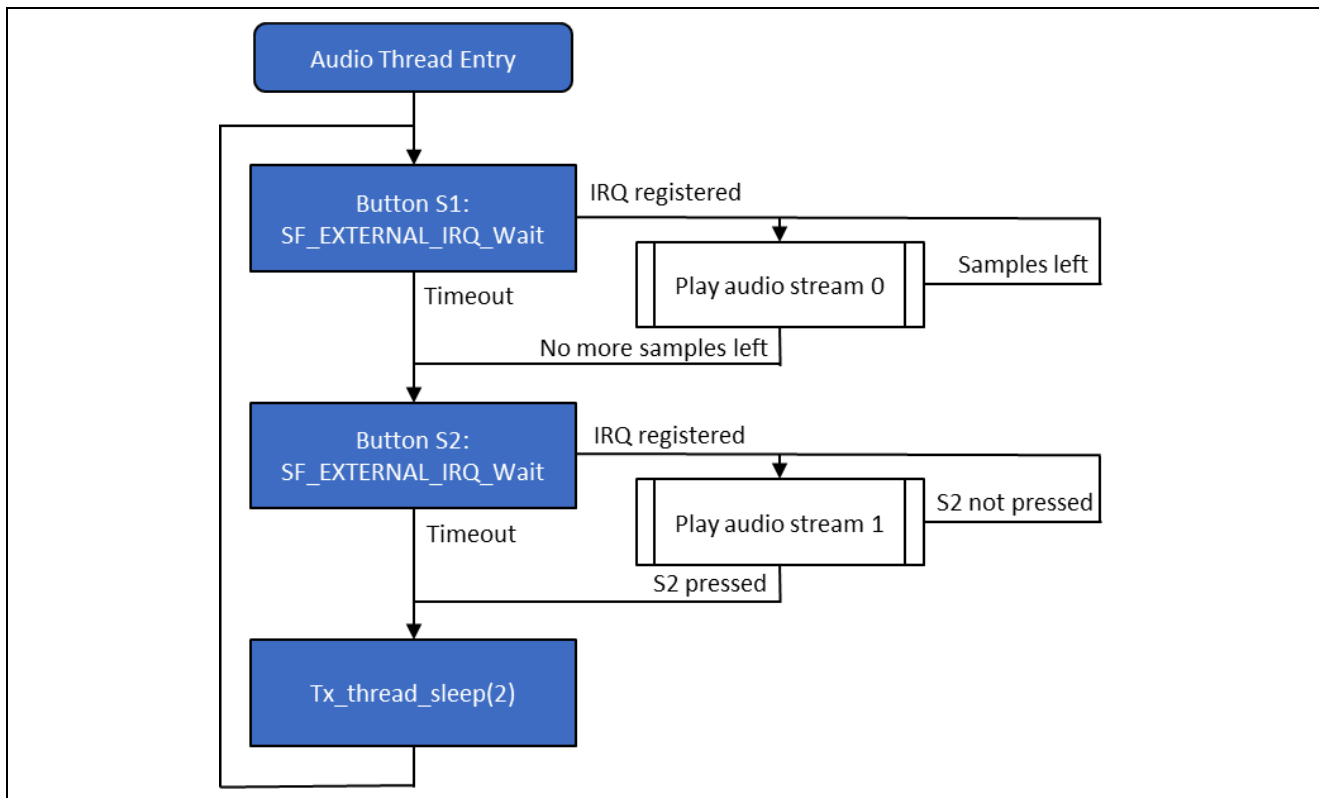 Audio Thread Entry
Button S1:
SF_EXTERNAL_IRQ_Wait
IRQ registered
Play audio stream 0
Samples left
Timeout
No more samples left
Button S2:
SF_EXTERNAL_IRQ_Wait
IRQ registered
Play audio stream 1
S2 not pressed
Timeout
S2 pressed
Tx_thread_sleep(2)